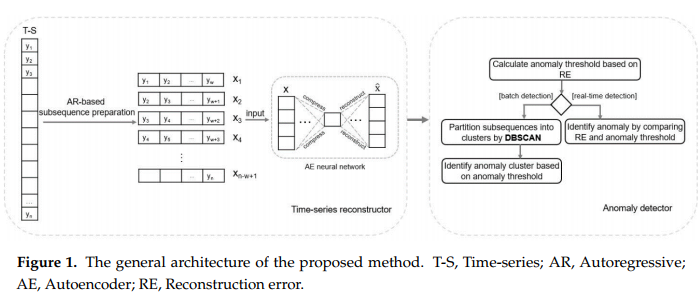 T-S
y₁
y₂
y₃
...
yₙ
AR-based
subsequence preparation
y₁ y₂ ... yw X₁
y₂ y₃ ... yw+1 X₂
y₃ y₄ ... yw+2 X₃
y₄ y₅ ... yw+3 X₄
⋮
... yₙ Xn-w+1
input
X
X̂
compress
reconstruct
...
...
compress
reconstruct
AE neural network
Time-series reconstructor
Calculate anomaly threshold based on
RE
[batch detection]
[real-time detection]
Partition subsequences into
clusters by DBSCAN
Identify anomaly by comparing
RE and anomaly threshold
Identify anomaly cluster based
on anomaly threshold
Anomaly detector
Figure 1. The general architecture of the proposed method. T-S, Time-series; AR, Autoregressive;
AE, Autoencoder; RE, Reconstruction error.